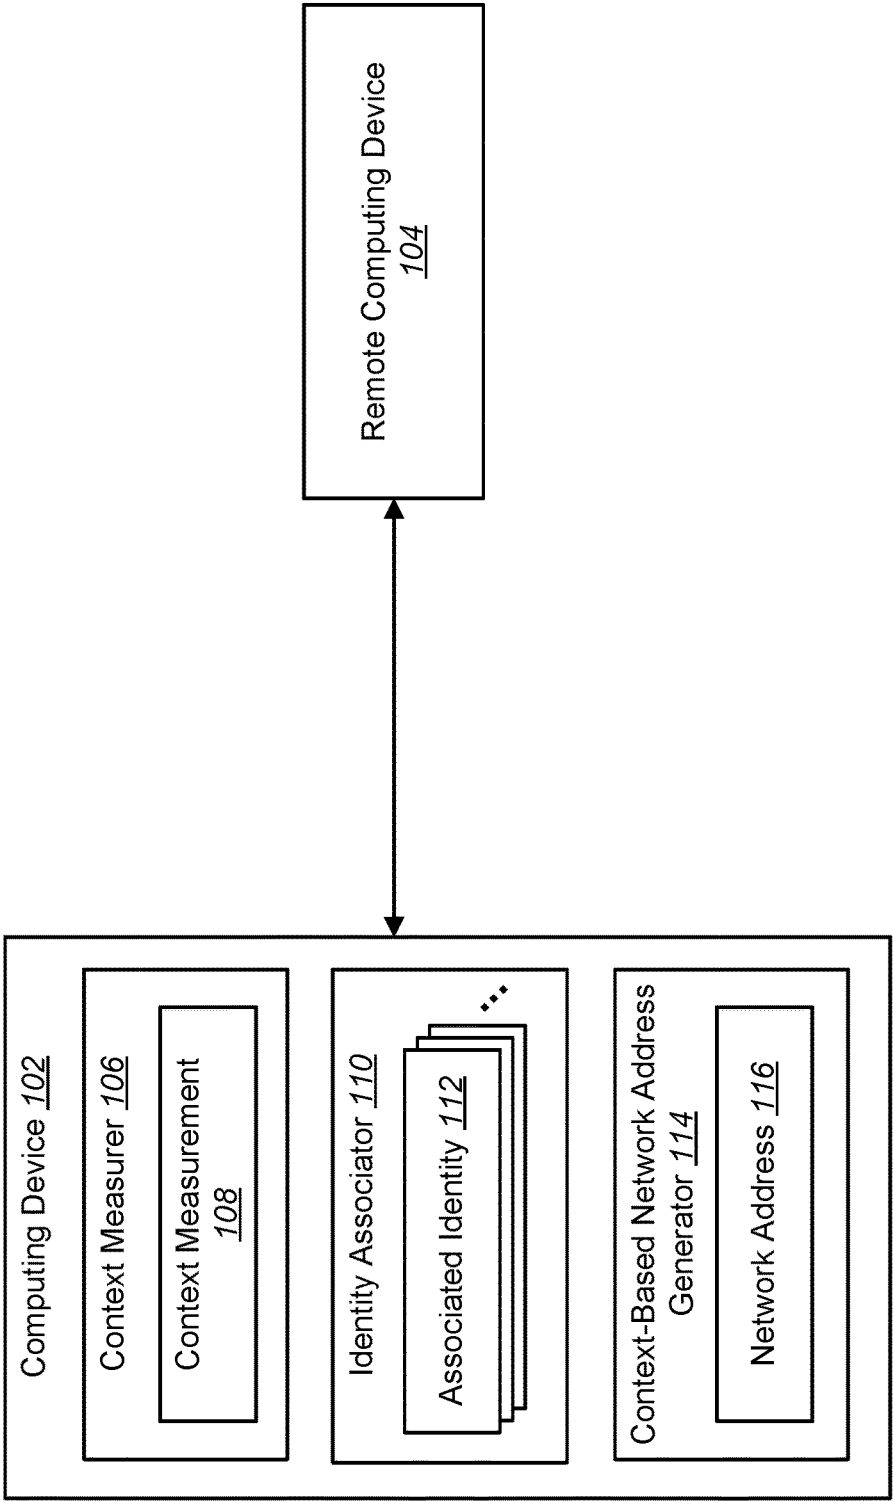 Computing Device 102
Context Measurer 106
Context Measurement
108
Identity Associator 110
Associated Identity 112
Context-Based Network Address
Generator 114
Network Address 116
Remote Computing Device
104